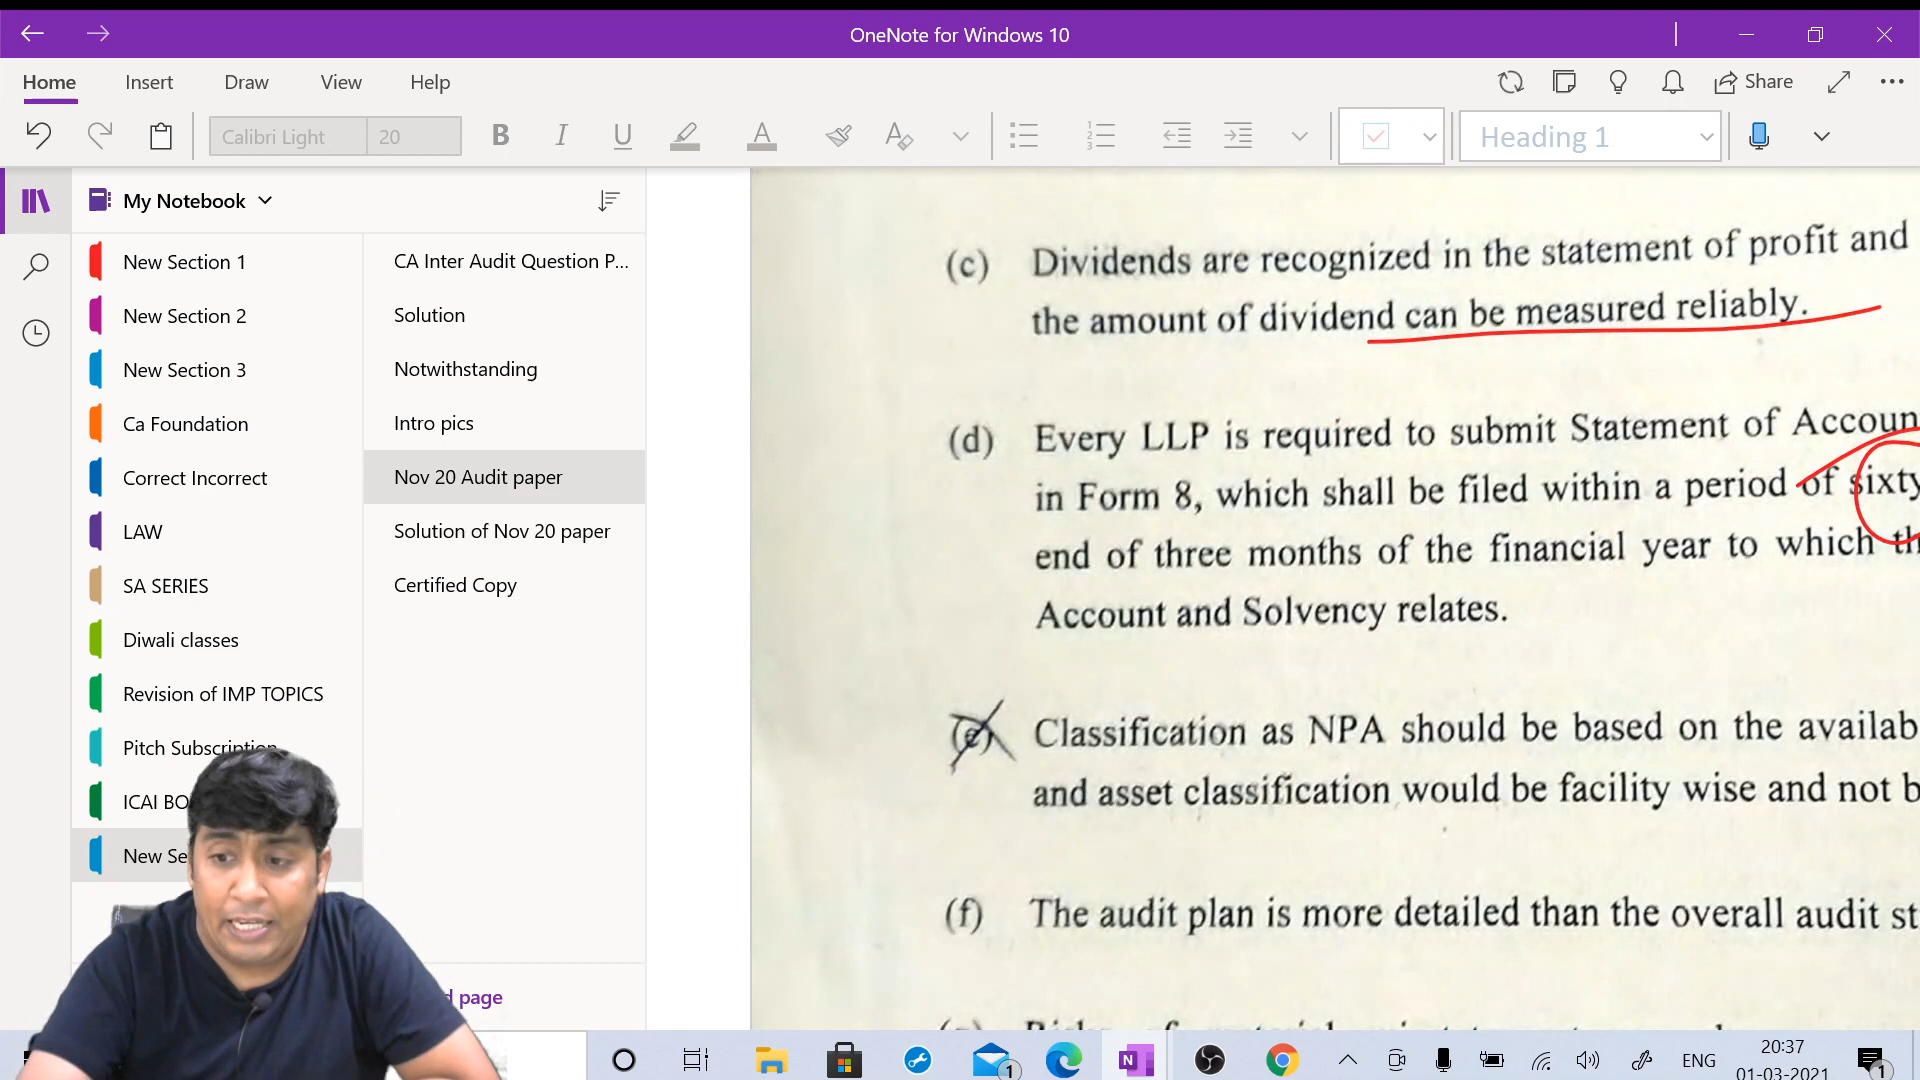 OneNote for Windows 10
Home Insert Draw View Help
Share
Calibri Light 20
B I U
Heading 1
My Notebook
New Section 1
New Section 2
New Section 3
Ca Foundation
Correct Incorrect
LAW
SA SERIES
Diwali classes
Revision of IMP TOPICS
Pitch Subscription
ICAI BO
New Se
CA Inter Audit Question P...
Solution
Notwithstanding
Intro pics
Nov 20 Audit paper
Solution of Nov 20 paper
Certified Copy
page
(c) Dividends are recognized in the statement of profit and
the amount of dividend can be measured reliably.
(d) Every LLP is required to submit Statement of Accoun
in Form 8, which shall be filed within a period of sixty
end of three months of the financial year to which th
Account and Solvency relates.
(e) Classification as NPA should be based on the availab
and asset classification would be facility wise and not b
(f) The audit plan is more detailed than the overall audit st
ENG
20:37
01-03-2021
1
1